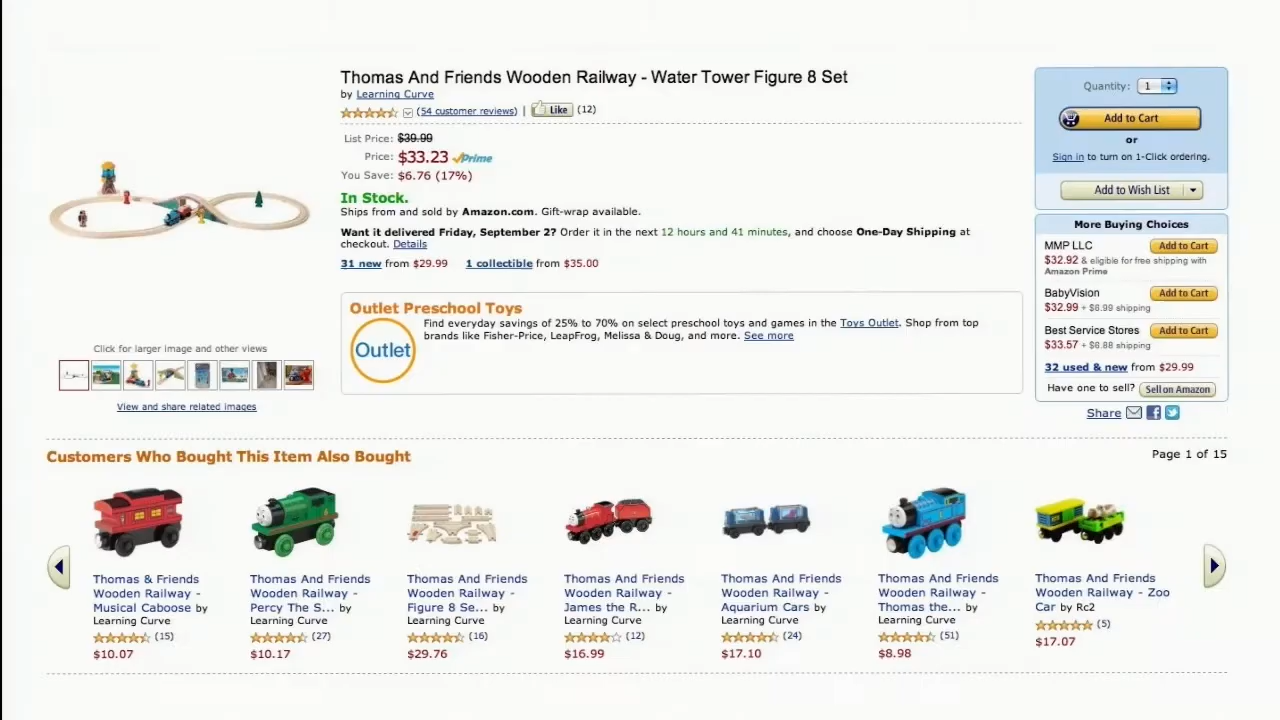 Thomas And Friends Wooden Railway - Water Tower Figure 8 Set
by Learning Curve
(54 customer reviews) | Like (12)
List Price: $39.99
Price: $33.23 Prime
You Save: $6.76 (17%)
In Stock.
Ships from and sold by Amazon.com. Gift-wrap available.
Want it delivered Friday, September 2? Order it in the next 12 hours and 41 minutes, and choose One-Day Shipping at
checkout. Details
31 new from $29.99 1 collectible from $35.00
Outlet Preschool Toys
Outlet
Find everyday savings of 25% to 70% on select preschool toys and games in the Toys Outlet. Shop from top
brands like Fisher-Price, LeapFrog, Melissa & Doug, and more. See more
Click for larger image and other views
View and share related images
Quantity: 1
Add to Cart
or
Sign in to turn on 1-Click ordering.
Add to Wish List
More Buying Choices
MMP LLC Add to Cart
$32.92 & eligible for free shipping with
Amazon Prime
BabyVision Add to Cart
$32.99 + $6.99 shipping
Best Service Stores Add to Cart
$33.57 + $6.88 shipping
32 used & new from $29.99
Have one to sell? Sell on Amazon
Share
Customers Who Bought This Item Also Bought
Page 1 of 15
Thomas & Friends
Wooden Railway -
Musical Caboose by
Learning Curve
(15)
$10.07
Thomas And Friends
Wooden Railway -
Percy The S... by
Learning Curve
(27)
$10.17
Thomas And Friends
Wooden Railway -
Figure 8 Se... by
Learning Curve
(16)
$29.76
Thomas And Friends
Wooden Railway -
James the R... by
Learning Curve
(12)
$16.99
Thomas And Friends
Wooden Railway -
Aquarium Cars by
Learning Curve
(24)
$17.10
Thomas And Friends
Wooden Railway -
Thomas the... by
Learning Curve
(51)
$8.98
Thomas And Friends
Wooden Railway - Zoo
Car by Rc2
(5)
$17.07